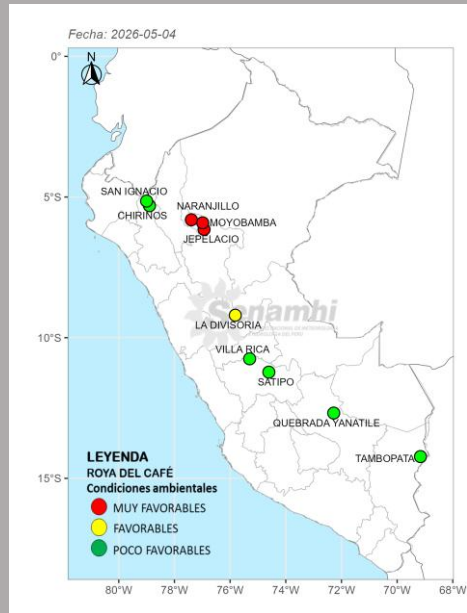 Fecha: 2026-05-04
N
0°
SAN IGNACIO
NARANJILLO
CHIRINOS
MOYOBAMBA
5°S
JEPELACIO
Senamhi
LA DIVISORIA
10°S
VILLA RICA
SATIPO
QUEBRADA YANATILE
TAMBOPATA
15°S
LEYENDA
ROYA DEL CAFÉ
Condiciones ambientales
MUY FAVORABLES
FAVORABLES
POCO FAVORABLES
80°W 78°W 76°W 74°W 72°W 70°W 68°W